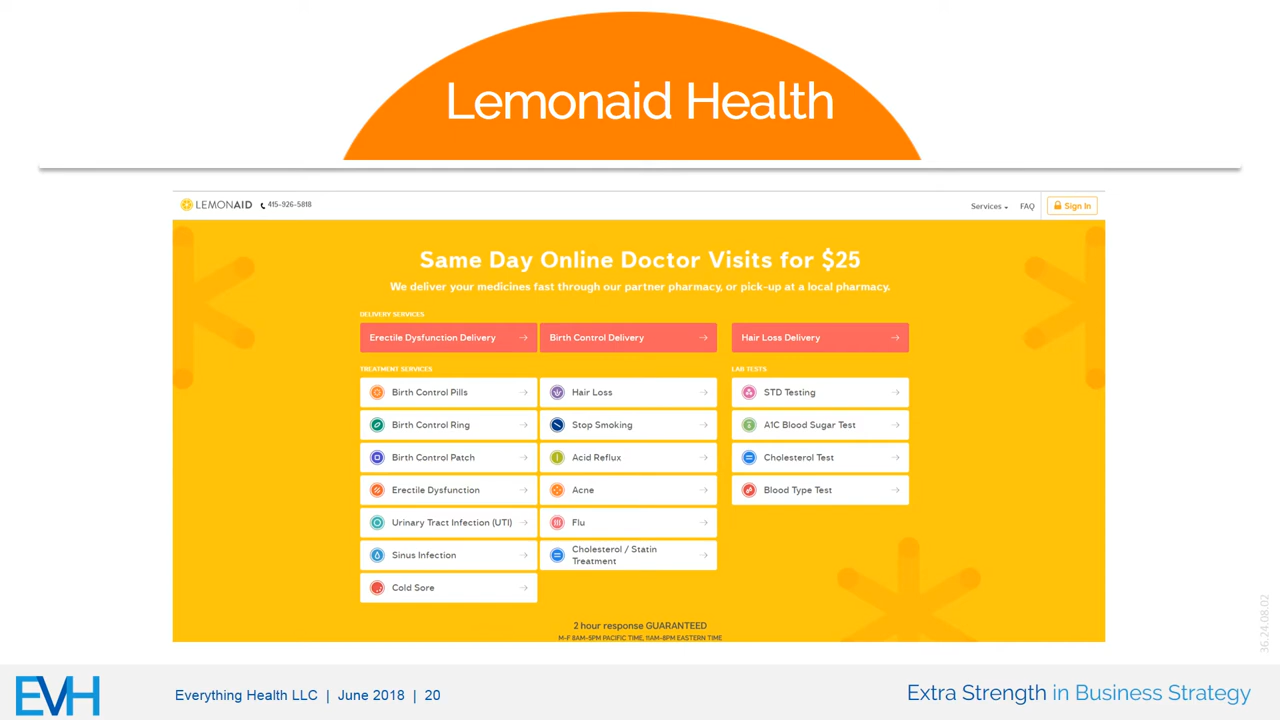 Lemonaid Health
LEMONAID 415-926-5818
Services FAQ Sign In
Same Day Online Doctor Visits for $25
We deliver your medicines fast through our partner pharmacy, or pick-up at a local pharmacy.
DELIVERY SERVICES
Erectile Dysfunction Delivery
Birth Control Delivery
Hair Loss Delivery
TREATMENT SERVICES
Birth Control Pills
Birth Control Ring
Birth Control Patch
Erectile Dysfunction
Urinary Tract Infection (UTI)
Sinus Infection
Cold Sore
Hair Loss
Stop Smoking
Acid Reflux
Acne
Flu
Cholesterol / Statin
Treatment
LAB TESTS
STD Testing
A1C Blood Sugar Test
Cholesterol Test
Blood Type Test
2 hour response GUARANTEED
M-F 8AM-5PM PACIFIC TIME, 11AM-8PM EASTERN TIME
36.24.08.02
EVH
Everything Health LLC | June 2018 | 20
Extra Strength in Business Strategy